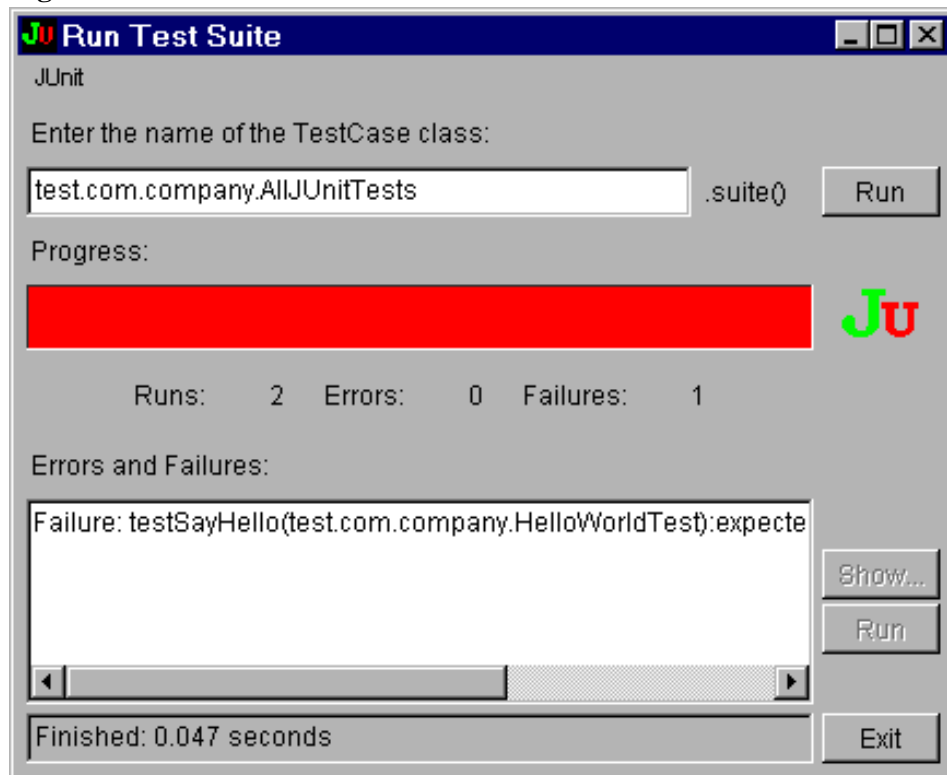 JU Run Test Suite
JUnit
Enter the name of the TestCase class:
test.com.company.AllJUnitTests .suite() Run
Progress:
JU
Runs: 2 Errors: 0 Failures: 1
Errors and Failures:
Failure: testSayHello(test.com.company.HelloWorldTest):expecte
Show...
Run
Finished: 0.047 seconds Exit